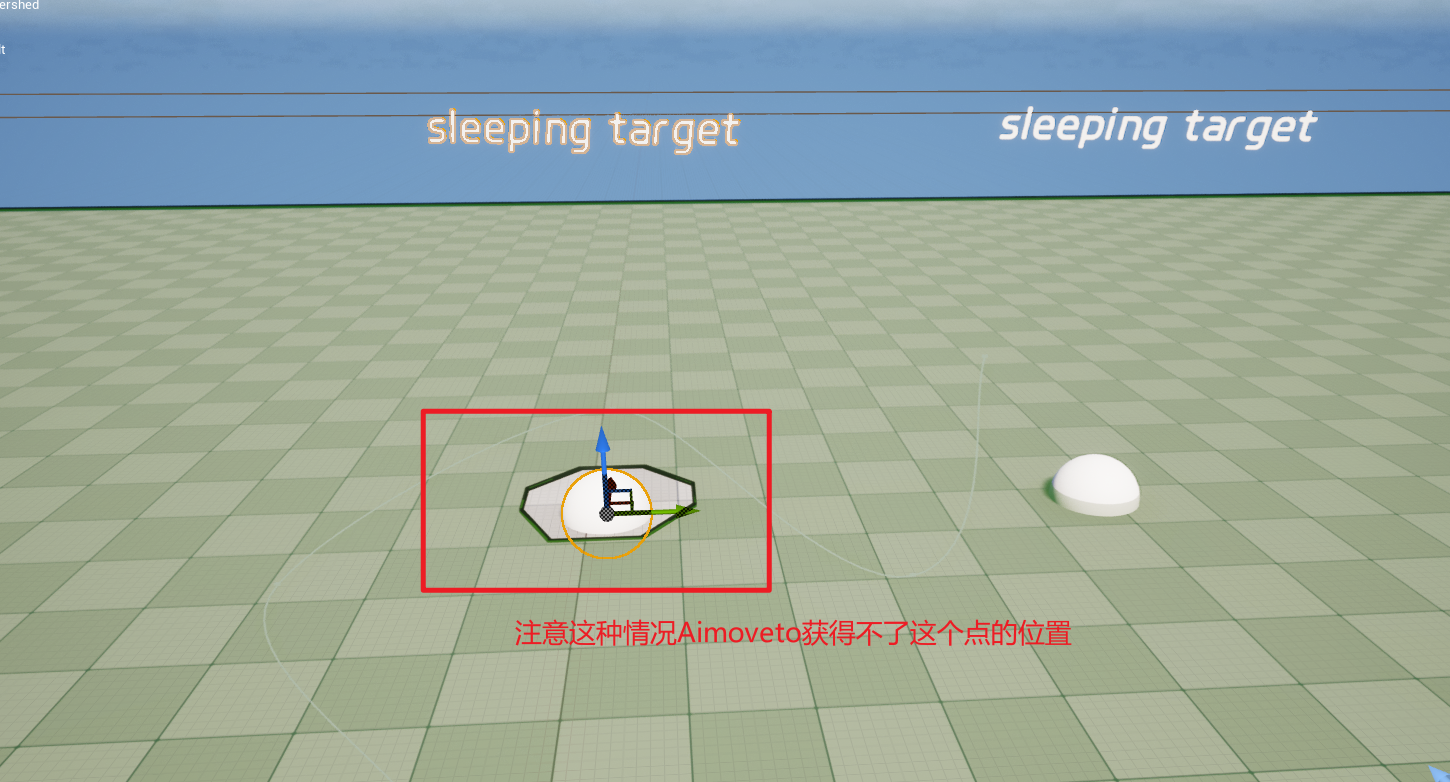 ershed
lt
sleeping target sleeping target
注意这种情况Aimoveto获得不了这个点的位置